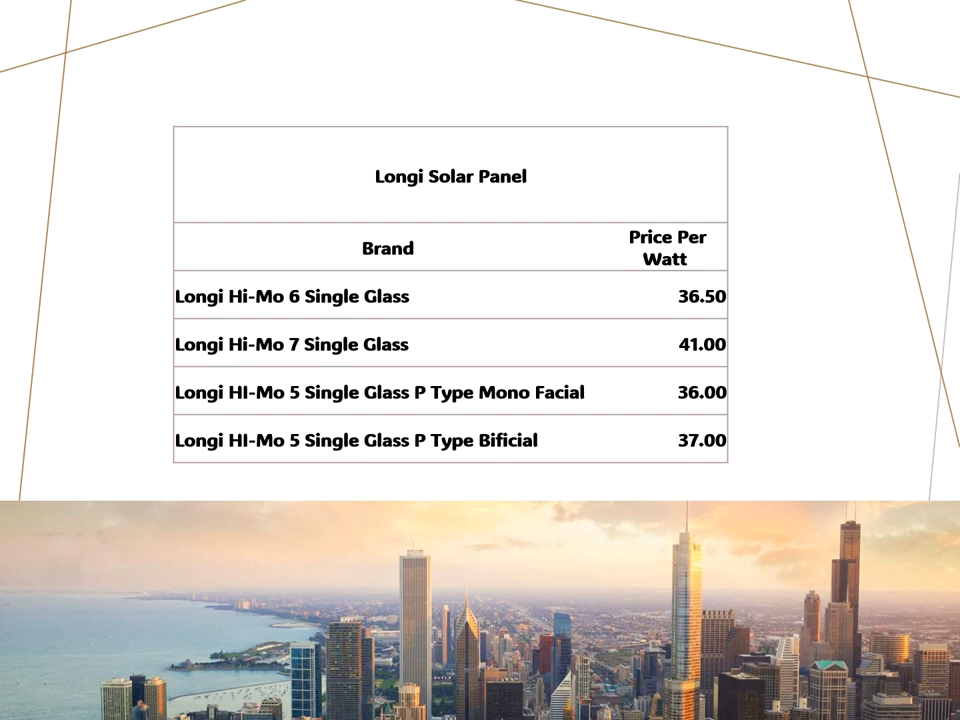 Longi Solar Panel
Brand
Price Per
Watt
Longi Hi-Mo 6 Single Glass 36.50
Longi Hi-Mo 7 Single Glass 41.00
Longi HI-Mo 5 Single Glass P Type Mono Facial 36.00
Longi HI-Mo 5 Single Glass P Type Bificial 37.00